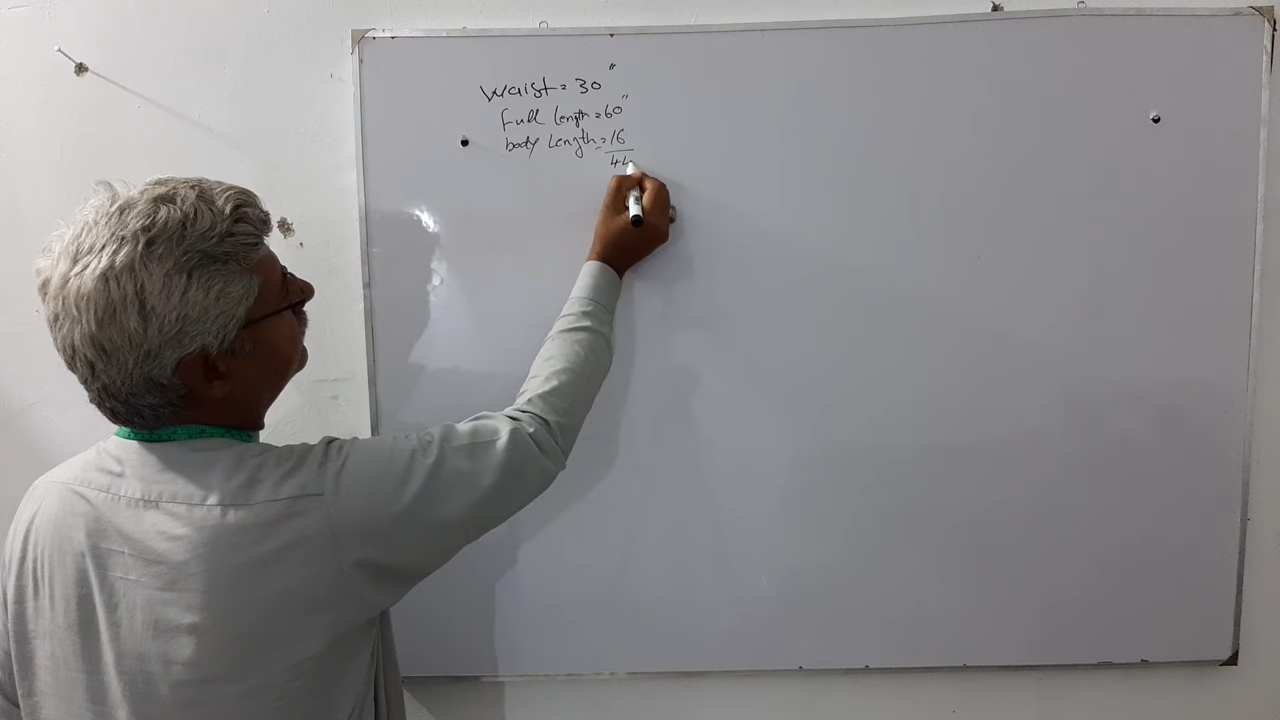 Waist = 30"
Full length = 60"
body length = 16
44